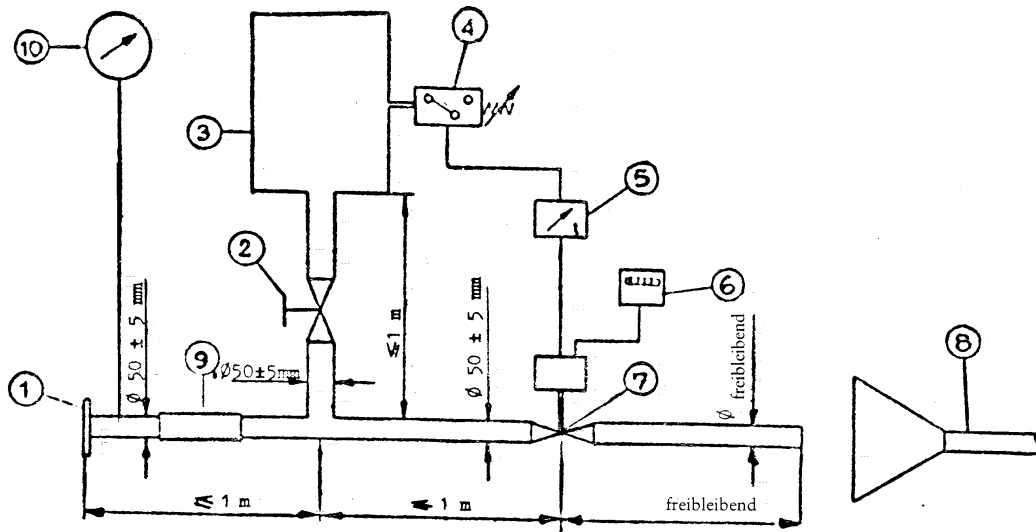 10
4
3
5
2
6
Ø 50 ± 5 mm
≤ 1 m
Ø 50 ± 5 mm
Ø freibleibend
8
9
Ø50±5mm
7
1
≤ 1 m
≤ 1 m
freibleibend